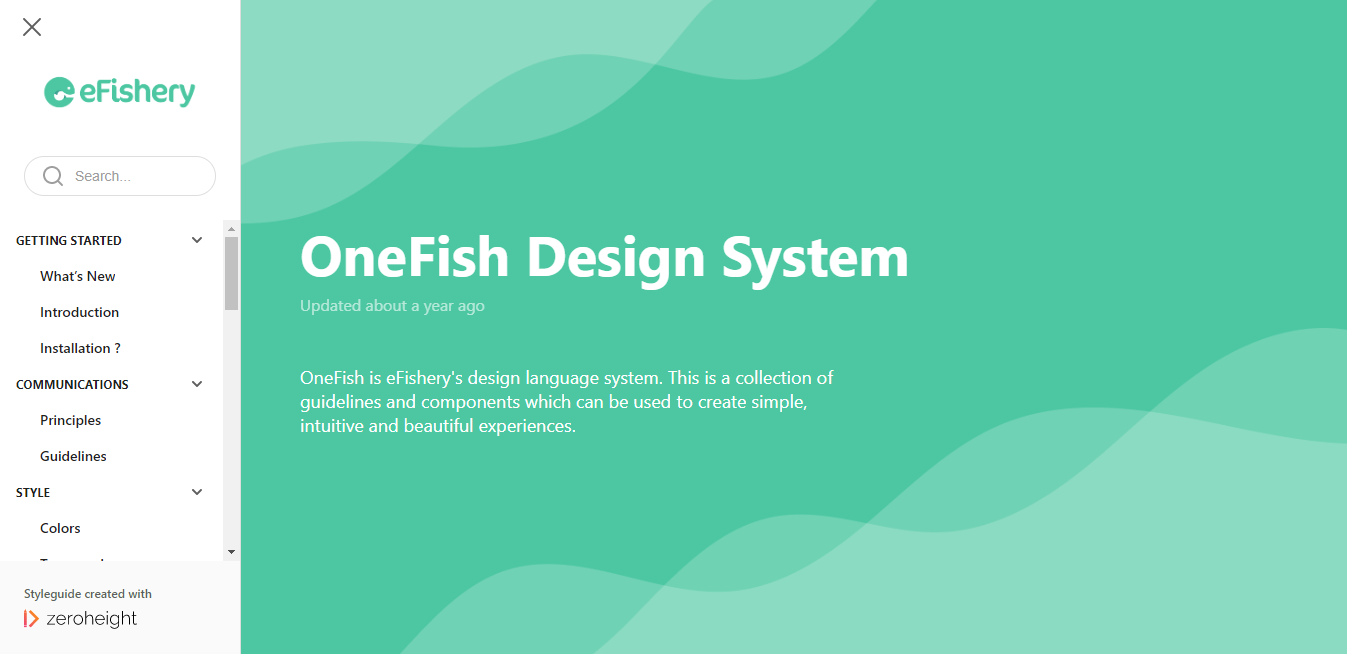 eFishery
Search...
GETTING STARTED
What's New
Introduction
Installation ?
COMMUNICATIONS
Principles
Guidelines
STYLE
Colors
Styleguide created with
zeroheight
OneFish Design System
Updated about a year ago
OneFish is eFishery's design language system. This is a collection of
guidelines and components which can be used to create simple,
intuitive and beautiful experiences.